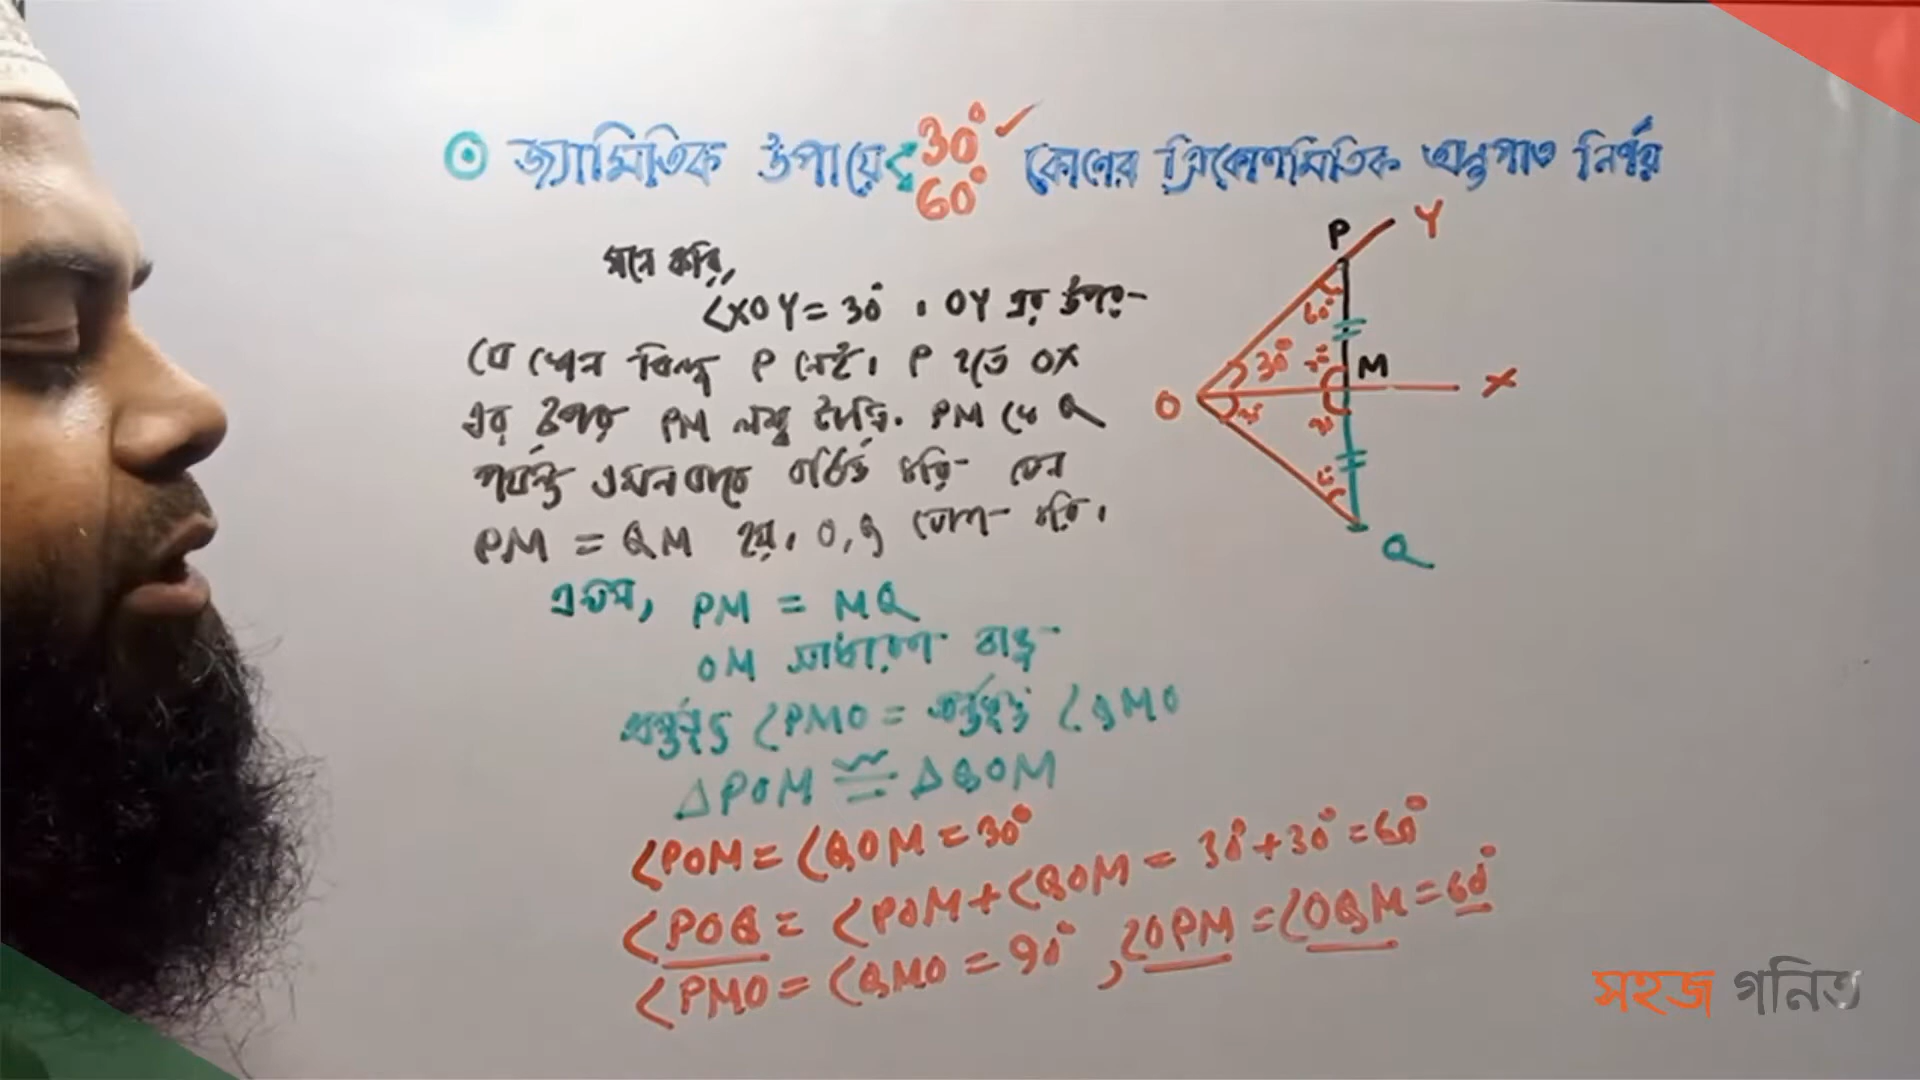 জ্যামিতিক উপায়ে 30° ✓ কোণের ত্রিকোণমিতিক অনুপাত নির্ণয়
60°
মনে করি,
<XOY = 30° । OY এর উপর
যে কোন বিন্দু P নেই। P হতে OX
এর উপর PM লম্ব টানি. PM কে Q
পর্যন্ত এমনভাবে বর্ধিত করি যেন
PM = QM হয়, O,Q যোগ করি।
এখন, PM = MQ
OM সাধারণ বাহু
অন্তর্ভূক্ত <PMO = অন্তর্ভূক্ত <QMO
△POM ≅ △QOM
<POM = <QOM = 30°
<POQ = <POM + <QOM = 30° + 30° = 60°
<PMO = <QMO = 90° , <OPM = <OQM = 60°
P Y
60°
30° M
O X
Q
সহজ গনিত